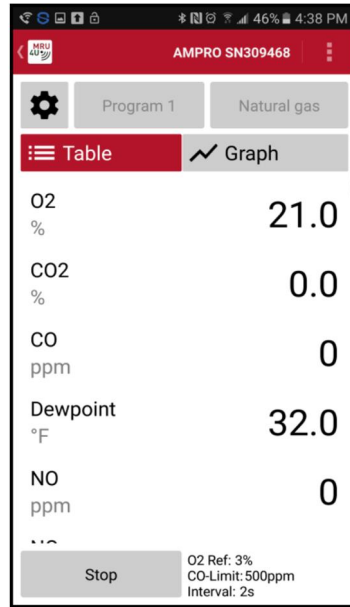 46% 4:38 PM
MRU
4U
AMPRO SN309468
Program 1 Natural gas
Table Graph
O2
%
21.0
CO2
%
0.0
CO
ppm
0
Dewpoint
°F
32.0
NO
ppm
0
Stop
O2 Ref: 3%
CO-Limit:500ppm
Interval: 2s